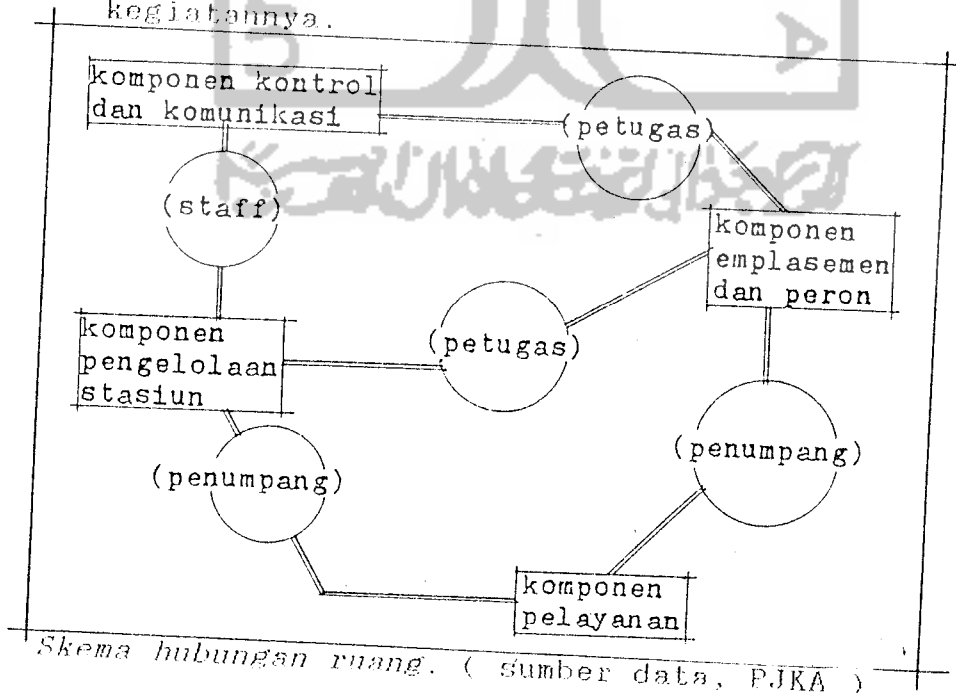 kegiatannya.
komponen kontrol
dan komunikasi
(petugas)
(staff)
komponen
emplasemen
dan peron
komponen
pengelolaan
stasiun
(petugas)
(penumpang)
(penumpang)
komponen
pelayanan
Skema hubungan ruang. ( sumber data, PJKA )